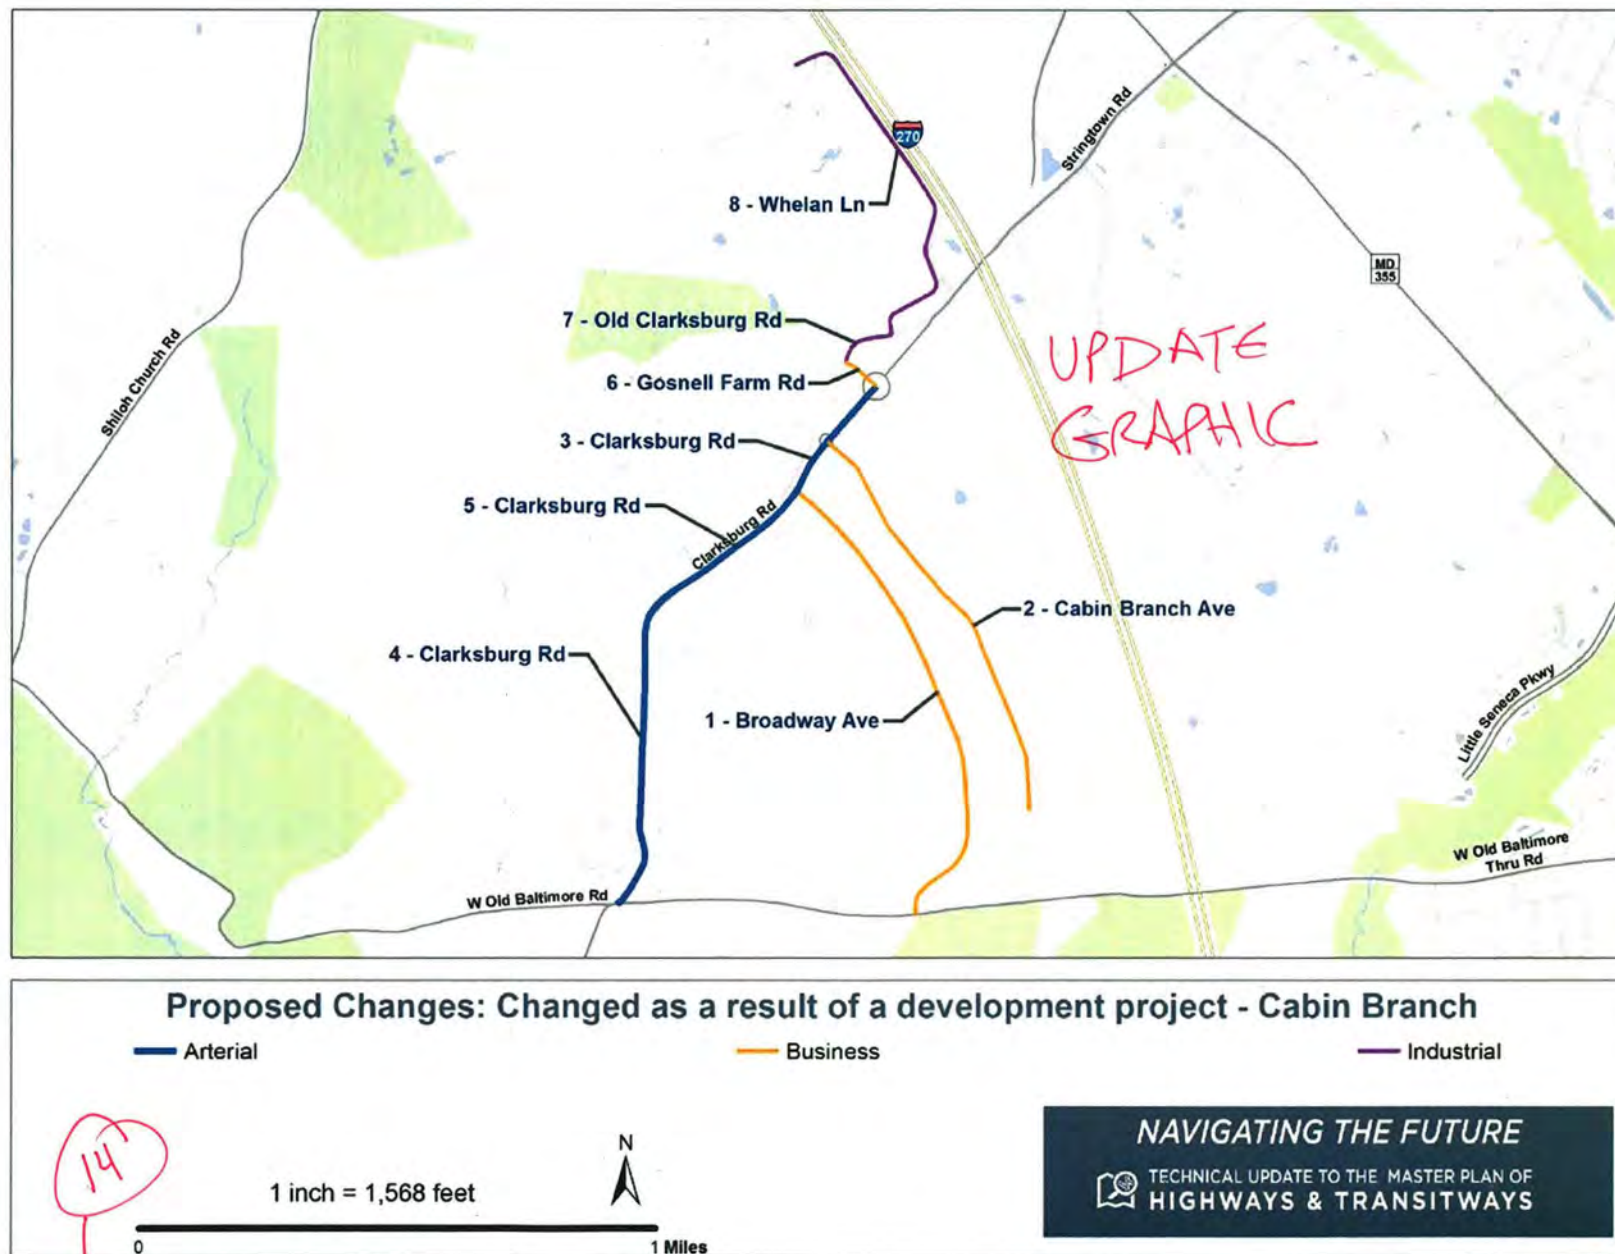 Stringtown Rd
270
8 - Whelan Ln
MD
355
7 - Old Clarksburg Rd
Shiloh Church Rd
UPDATE
GRAPHIC
6 - Gosnell Farm Rd
3 - Clarksburg Rd
5 - Clarksburg Rd
Clarksburg Rd
2 - Cabin Branch Ave
4 - Clarksburg Rd
1 - Broadway Ave
Little Seneca Pkwy
W Old Baltimore
Thru Rd
W Old Baltimore Rd
Proposed Changes: Changed as a result of a development project - Cabin Branch
Arterial
Business
Industrial
14
1 inch = 1,568 feet
N
0
1 Miles
NAVIGATING THE FUTURE
TECHNICAL UPDATE TO THE MASTER PLAN OF
HIGHWAYS & TRANSITWAYS